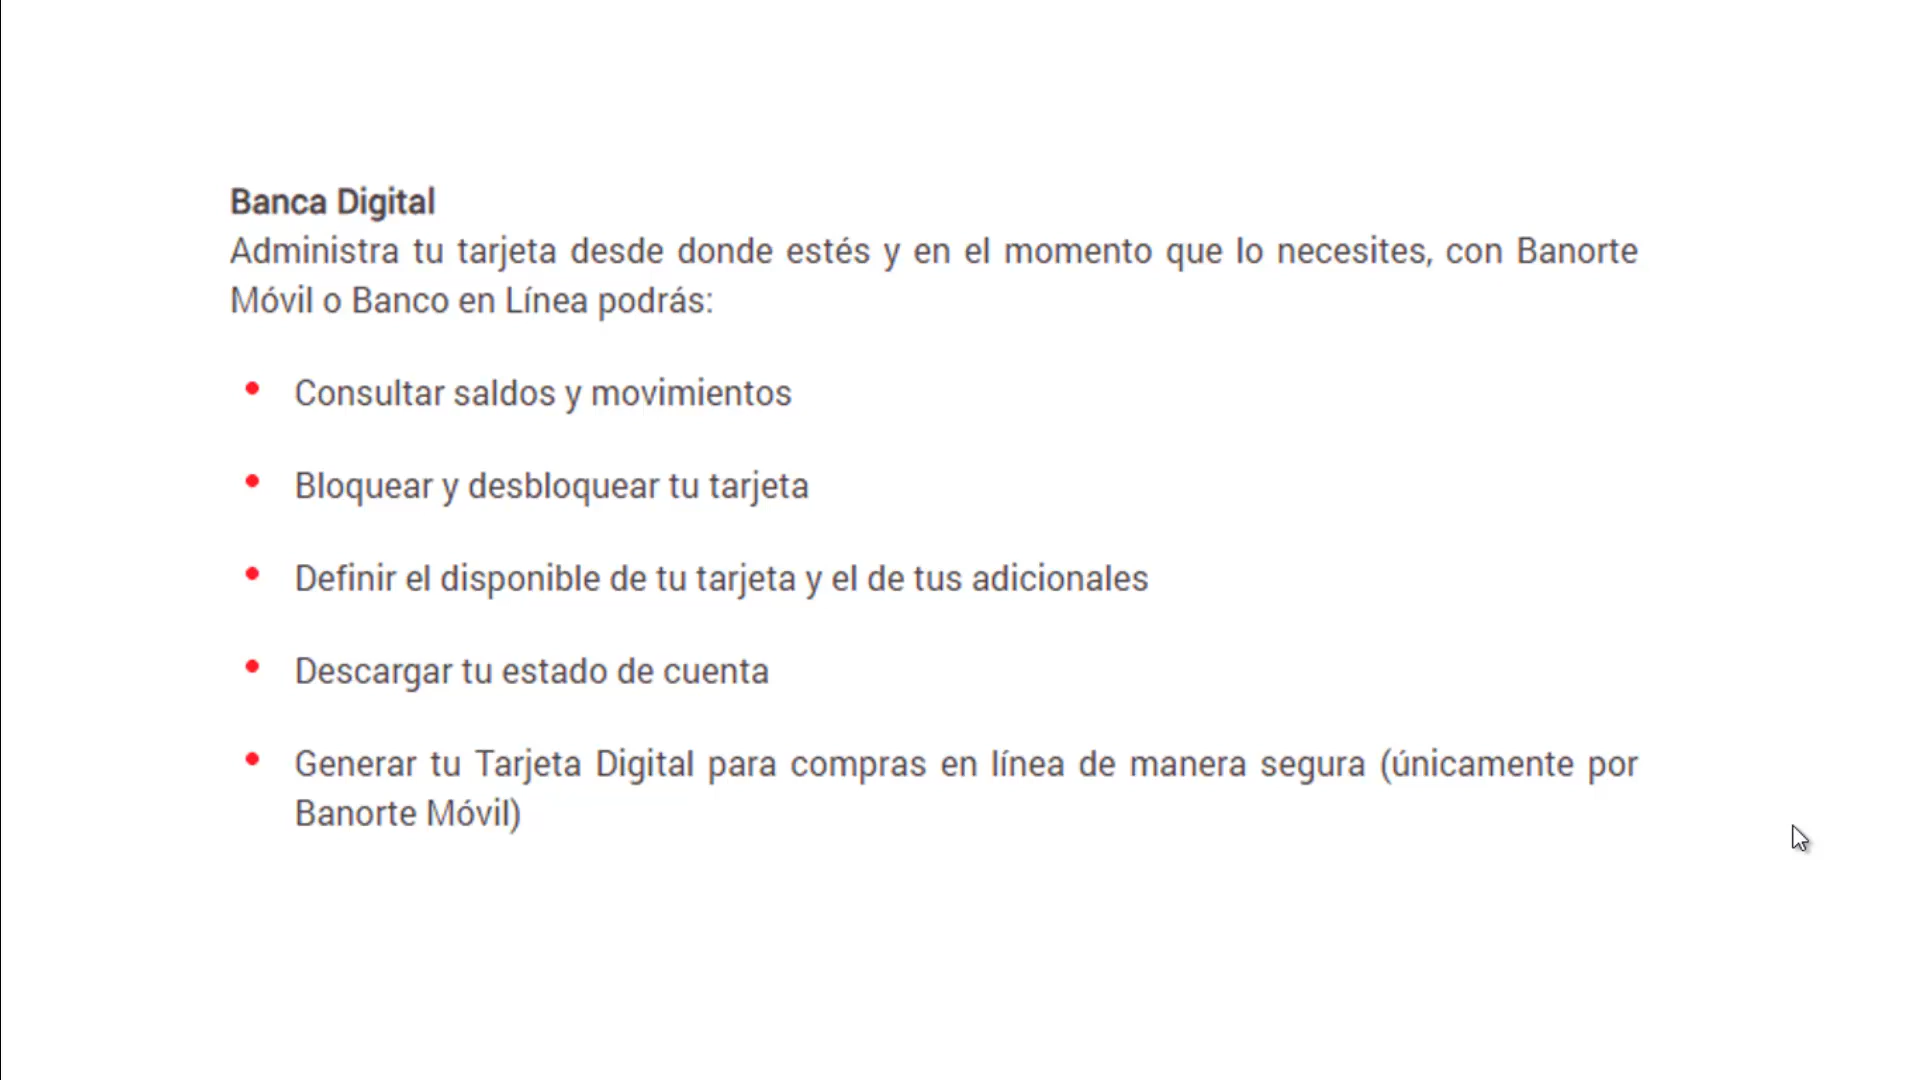 Banca Digital
Administra tu tarjeta desde donde estés y en el momento que lo necesites, con Banorte
Móvil o Banco en Línea podrás:
• Consultar saldos y movimientos
• Bloquear y desbloquear tu tarjeta
• Definir el disponible de tu tarjeta y el de tus adicionales
• Descargar tu estado de cuenta
• Generar tu Tarjeta Digital para compras en línea de manera segura (únicamente por
Banorte Móvil)